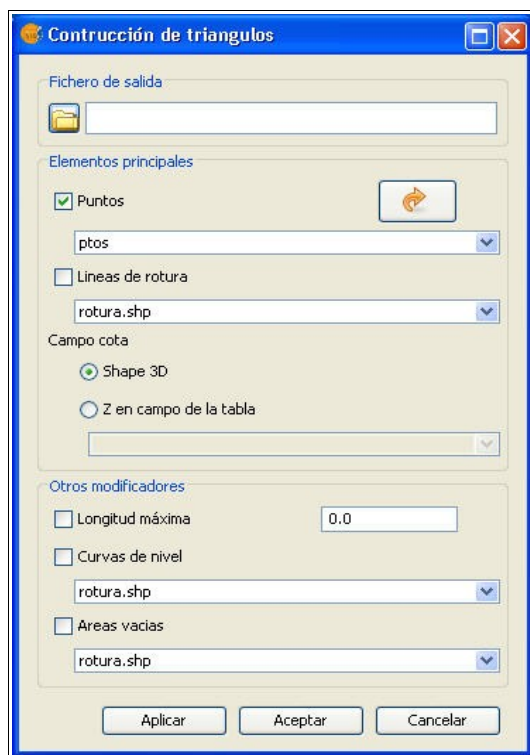 Contrucción de triangulos
Fichero de salida
Elementos principales
Puntos
ptos
Lineas de rotura
rotura.shp
Campo cota
Shape 3D
Z en campo de la tabla
Otros modificadores
Longitud máxima 0.0
Curvas de nivel
rotura.shp
Areas vacias
rotura.shp
Aplicar Aceptar Cancelar